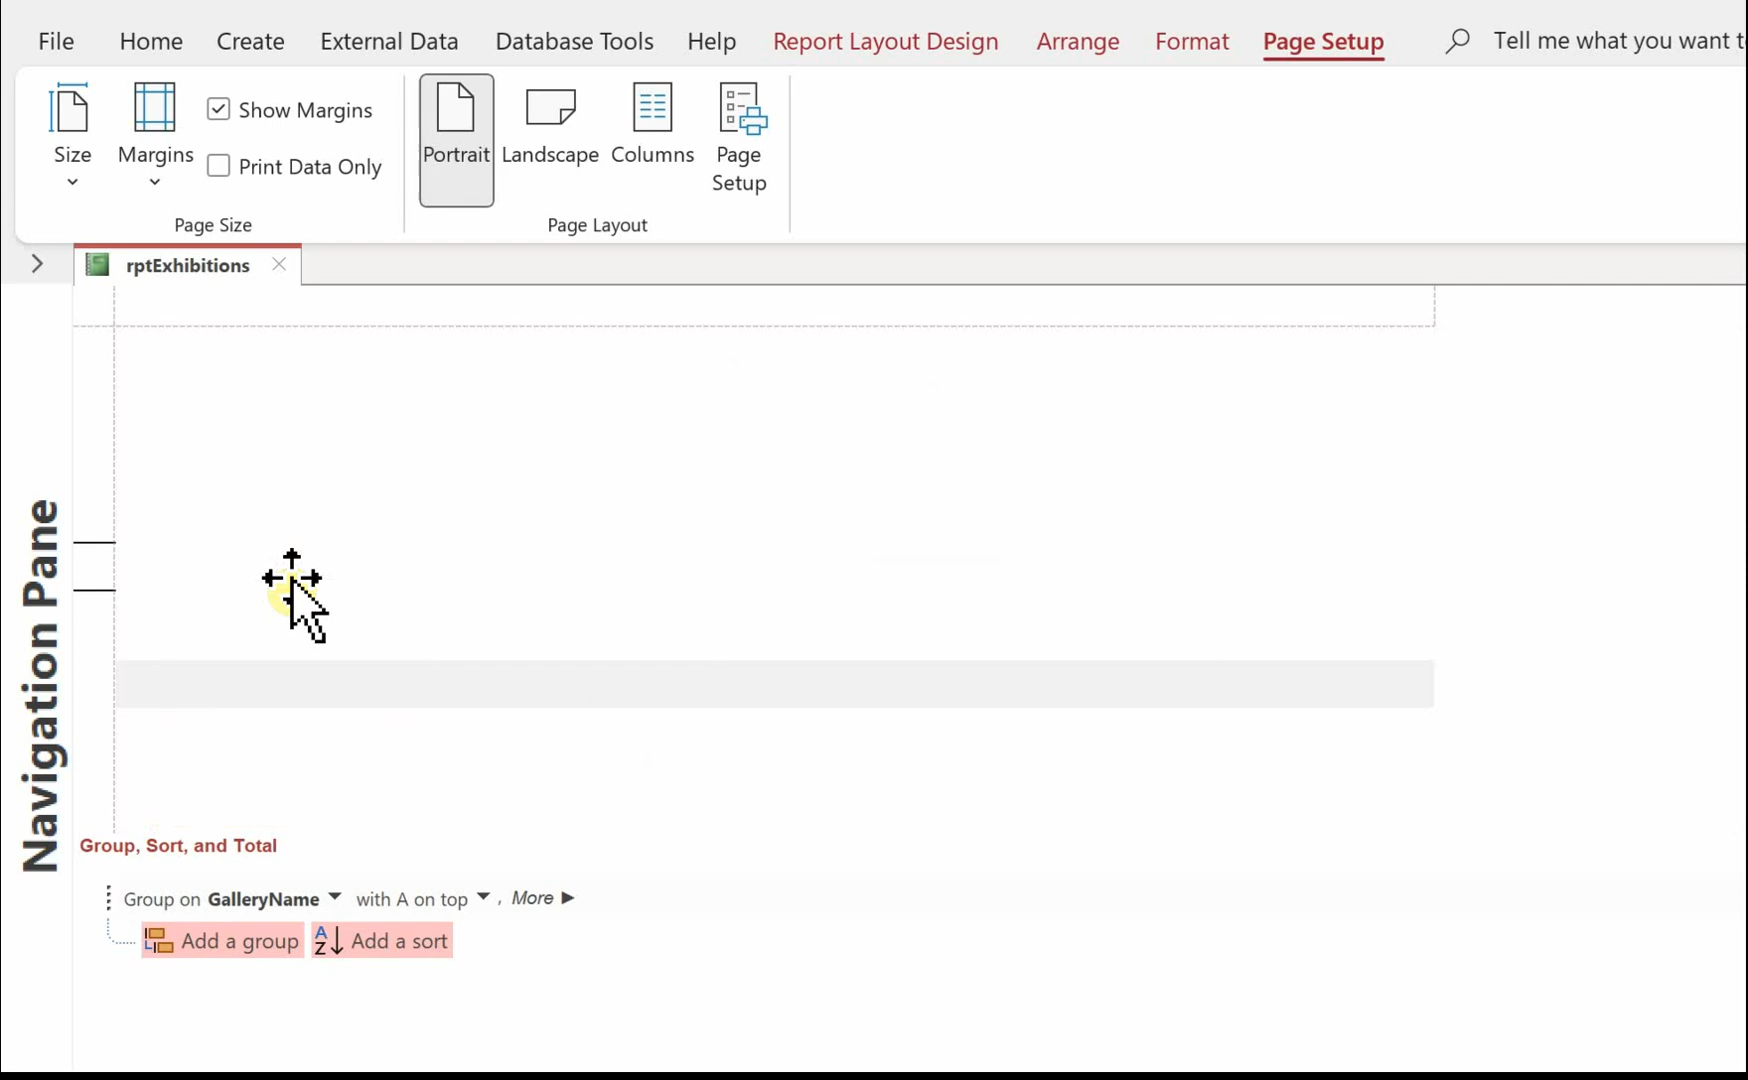 File Home Create External Data Database Tools Help Report Layout Design Arrange Format Page Setup Tell me what you want t
Size Margins Show Margins Print Data Only Portrait Landscape Columns Page Setup
Page Size Page Layout
rptExhibitions
Navigation Pane
Group, Sort, and Total
Group on GalleryName with A on top , More
Add a group A Z Add a sort